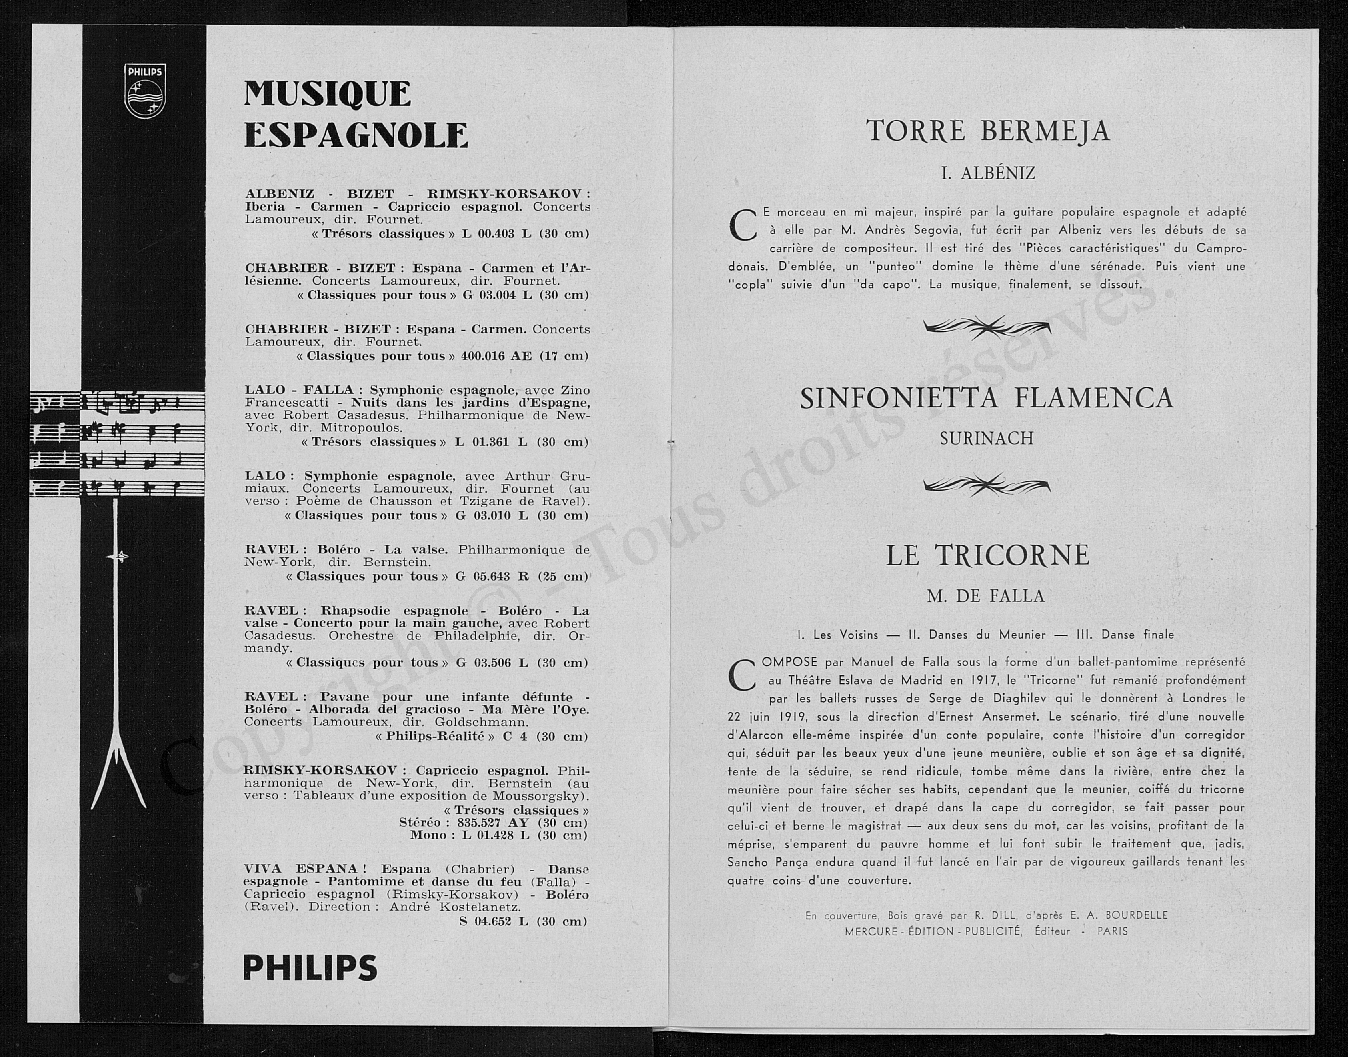 PHILIPS
MUSIQUE
ESPAGNOLE
ALBENIZ - BIZET - RIMSKY-KORSAKOV :
Iberia - Carmen - Capriccio espagnol. Concerts
Lamoureux, dir. Fournet.
« Trésors classiques » L 00.403 L (30 cm)
CHABRIER - BIZET : Espana - Carmen et l'Ar-
lésienne. Concerts Lamoureux, dir. Fournet.
« Classiques pour tous » G 03.004 L (30 cm)
CHABRIER - BIZET : Espana - Carmen. Concerts
Lamoureux, dir. Fournet.
« Classiques pour tous » 400.016 AE (17 cm)
LALO - FALLA : Symphonie espagnole, avec Zino
Francescatti - Nuits dans les jardins d'Espagne,
avec Robert Casadesus. Philharmonique de New-
York, dir. Mitropoulos.
« Trésors classiques » L 01.361 L (30 cm)
LALO : Symphonie espagnole, avec Arthur Gru-
miaux. Concerts Lamoureux, dir. Fournet (au
verso : Poème de Chausson et Tzigane de Ravel).
« Classiques pour tous » G 03.010 L (30 cm)
RAVEL : Boléro - La valse. Philharmonique de
New-York, dir. Bernstein.
« Classiques pour tous » G 05.643 R (25 cm)
RAVEL : Rhapsodie espagnole - Boléro - La
valse - Concerto pour la main gauche, avec Robert
Casadesus. Orchestre de Philadelphie, dir. Or-
mandy.
« Classiques pour tous » G 03.506 L (30 cm)
RAVEL : Pavane pour une infante défunte -
Boléro - Alborada del gracioso - Ma Mère l'Oye.
Concerts Lamoureux, dir. Goldschmann.
« Philips-Réalité » C 4 (30 cm)
RIMSKY-KORSAKOV : Capriccio espagnol. Phil-
harmonique de New-York, dir. Bernstein (au
verso : Tableaux d'une exposition de Moussorgsky).
« Trésors classiques »
Stéréo : 835.527 AY (30 cm)
Mono : L 01.428 L (30 cm)
VIVA ESPANA ! Espana (Chabrier) - Danse
espagnole - Pantomime et danse du feu (Falla) -
Capriccio espagnol (Rimsky-Korsakov) - Boléro
(Ravel). Direction : André Kostelanetz.
S 04.652 L (30 cm)
PHILIPS
TORRE BERMEJA
I. ALBÉNIZ
CE morceau en mi majeur, inspiré par la guitare populaire espagnole et adapté
à elle par M. Andrès Segovia, fut écrit par Albeniz vers les débuts de sa
carrière de compositeur. Il est tiré des "Pièces caractéristiques" du Campro-
donais. D'emblée, un "punteo" domine le thème d'une sérénade. Puis vient une
"copla" suivie d'un "da capo". La musique, finalement, se dissout.
SINFONIETTA FLAMENCA
SURINACH
LE TRICORNE
M. DE FALLA
I. Les Voisins — II. Danses du Meunier — III. Danse finale
COMPOSE par Manuel de Falla sous la forme d'un ballet-pantomime représenté
au Théâtre Eslava de Madrid en 1917, le "Tricorne" fut remanié profondément
par les ballets russes de Serge de Diaghilev qui le donnèrent à Londres le
22 juin 1919, sous la direction d'Ernest Ansermet. Le scénario, tiré d'une nouvelle
d'Alarcon elle-même inspirée d'un conte populaire, conte l'histoire d'un corregidor
qui, séduit par les beaux yeux d'une jeune meunière, oublie et son âge et sa dignité,
tente de la séduire, se rend ridicule, tombe même dans la rivière, entre chez la
meunière pour faire sécher ses habits, cependant que le meunier, coiffé du tricorne
qu'il vient de trouver, et drapé dans la cape du corregidor, se fait passer pour
celui-ci et berne le magistrat — aux deux sens du mot, car les voisins, profitant de la
méprise, s'emparent du pauvre homme et lui font subir le traitement que, jadis,
Sancho Pança endura quand il fut lancé en l'air par de vigoureux gaillards tenant les
quatre coins d'une couverture.
En couverture, Bois gravé par R. DILL, d'après E. A. BOURDELLE
MERCURE - ÉDITION - PUBLICITÉ, Éditeur - PARIS
Copyright © - Tous droits réservés.